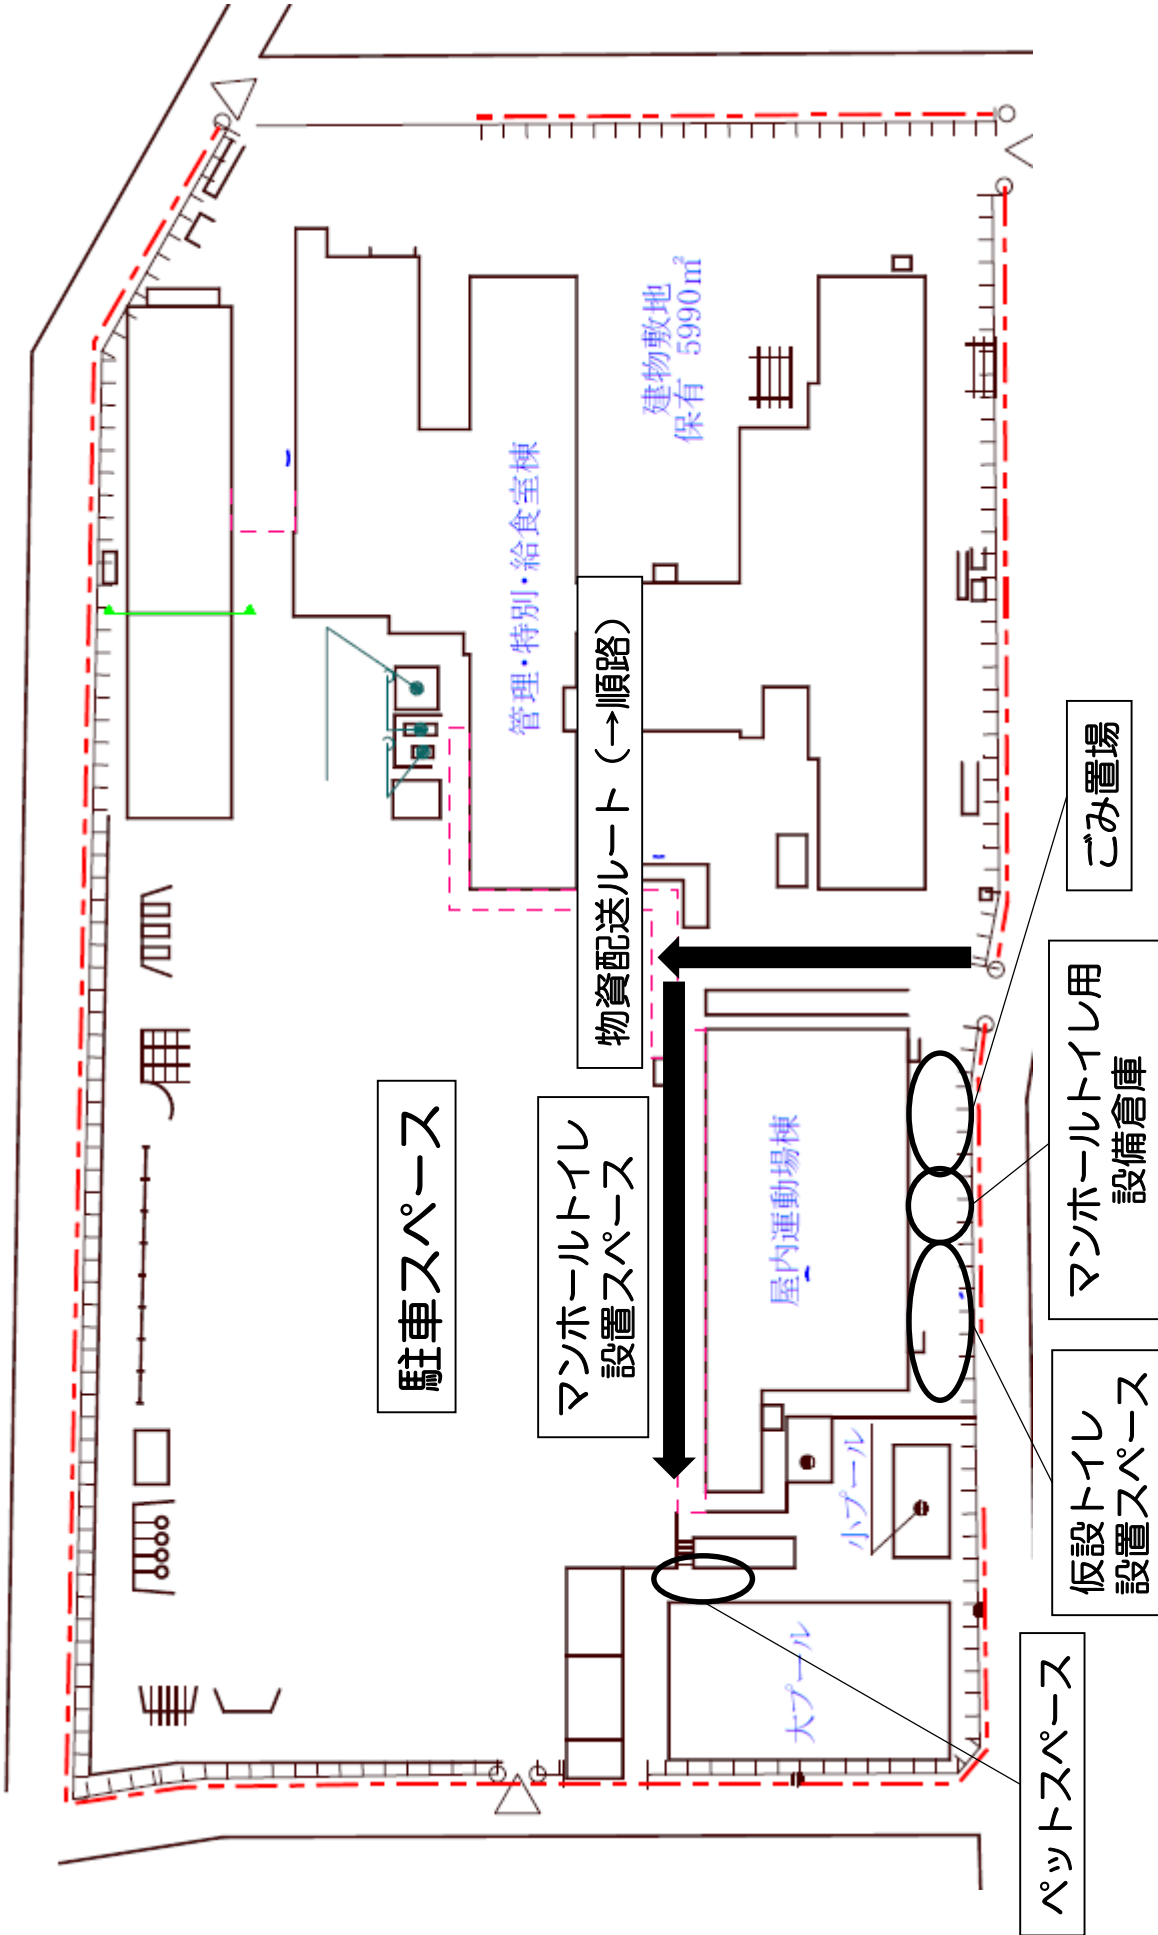 建物敷地
保有 5990㎡
管理・特別・給食室棟
物資配送ルート（→順路）
ごみ置場
駐車スペース
マンホールトイレ
設置スペース
屋内運動場棟
マンホールトイレ用
設備倉庫
小プール
仮設トイレ
設置スペース
大プール
ペットスペース